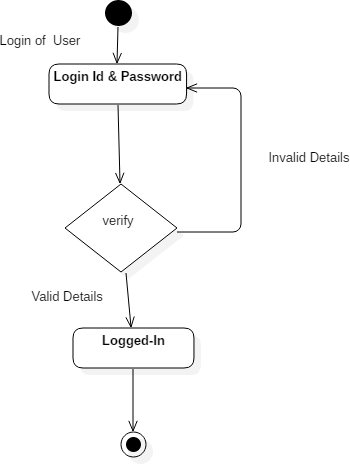 Login of  User
Login Id & Password
Invalid Details
verify
Valid Details
Logged-In